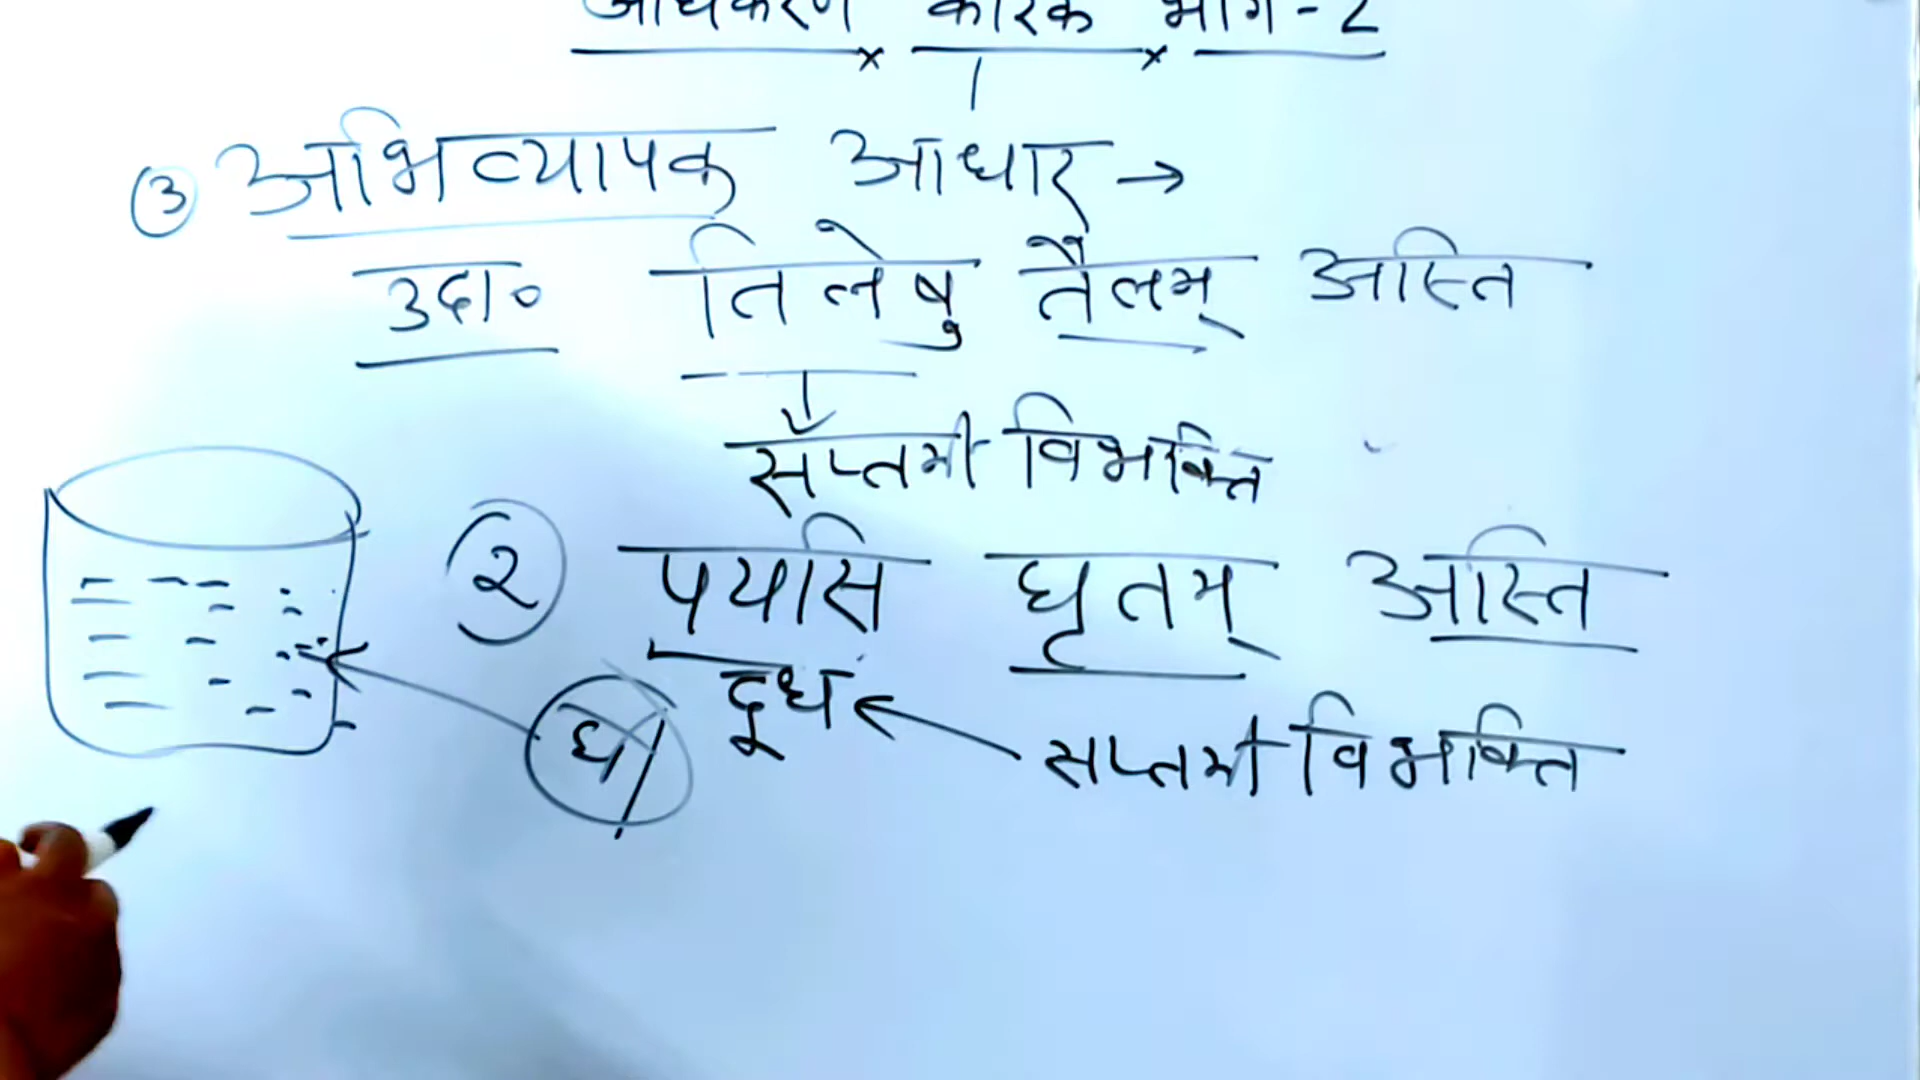 अधिकरण कारक भाग-2
③ अभिव्यापक आधार →
उदा० तिलेषु तैलम् अस्ति
सप्तमी विभक्ति
२ पयसि घृतम् अस्ति
दूध ← सप्तमी विभक्ति
घी